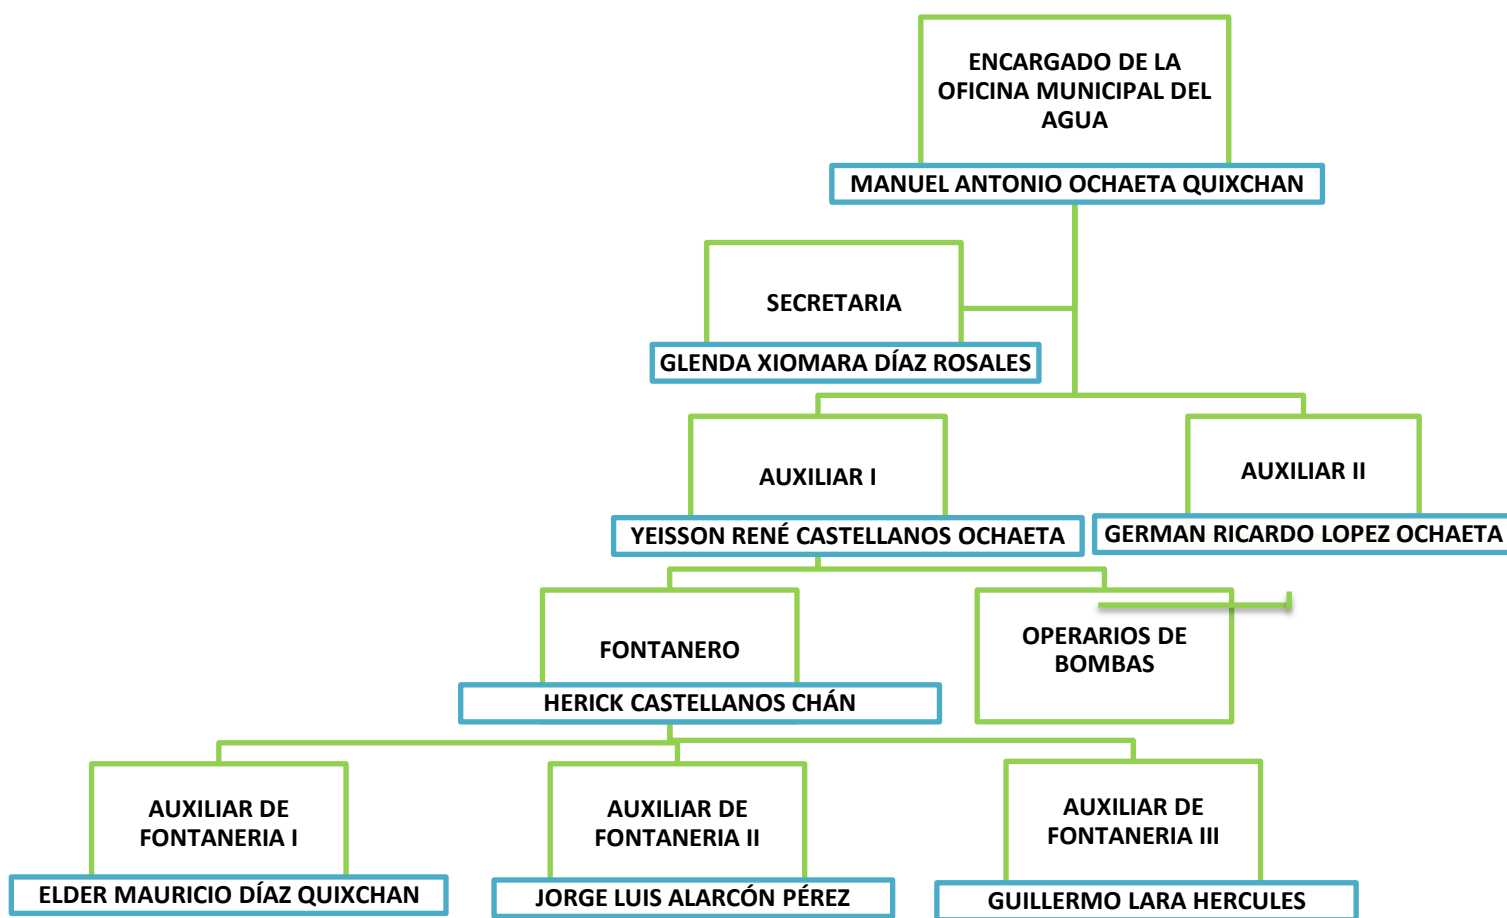 ENCARGADO DE LA
OFICINA MUNICIPAL DEL
AGUA
MANUEL ANTONIO OCHAETA QUIXCHAN
SECRETARIA
GLENDA XIOMARA DÍAZ ROSALES
AUXILIAR I
YEISSON RENÉ CASTELLANOS OCHAETA
AUXILIAR II
GERMAN RICARDO LOPEZ OCHAETA
FONTANERO
HERICK CASTELLANOS CHÁN
OPERARIOS DE
BOMBAS
AUXILIAR DE
FONTANERIA I
ELDER MAURICIO DÍAZ QUIXCHAN
AUXILIAR DE
FONTANERIA II
JORGE LUIS ALARCÓN PÉREZ
AUXILIAR DE
FONTANERIA III
GUILLERMO LARA HERCULES